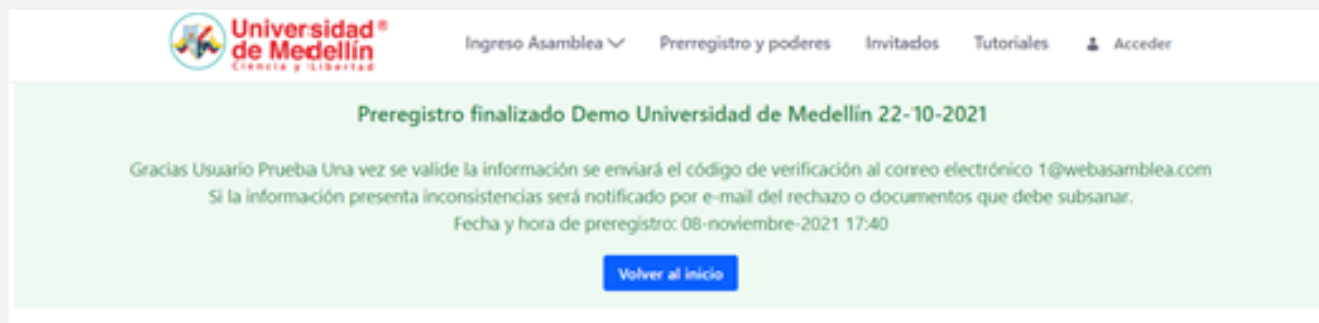 Universidad®
de Medellín
Ciencia y Libertad
Ingreso Asamblea
Prerregistro y poderes
Invitados
Tutoriales
Acceder
Preregistro finalizado Demo Universidad de Medellín 22-10-2021
Gracias Usuario Prueba Una vez se valide la información se enviará el código de verificación al correo electrónico 1@webasamblea.com
Si la información presenta inconsistencias será notificado por e-mail del rechazo o documentos que debe subsanar.
Fecha y hora de preregistro: 08-noviembre-2021 17:40
Volver al inicio